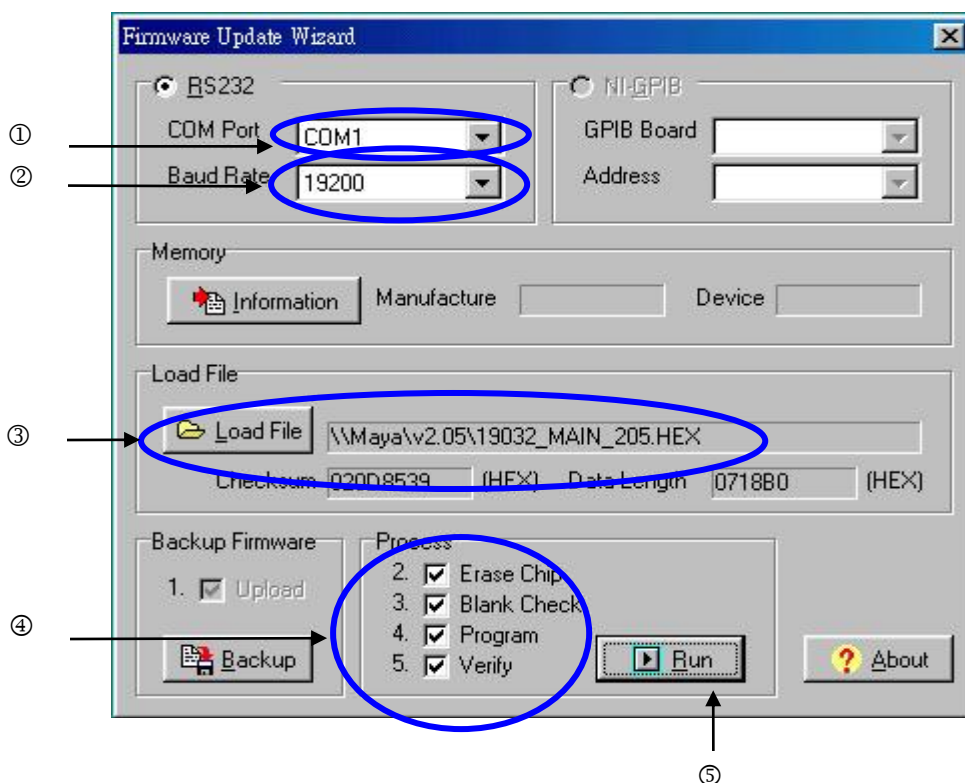 Firmware Update Wizard
RS232
NI-GPIB
① COM Port COM1
GPIB Board
② Baud Rate 19200
Address
Memory
Information Manufacture Device
Load File
③ Load File \\Maya\v2.05\19032_MAIN_205.HEX
Checksum 020D8539 (HEX) Data Length 0718B0 (HEX)
Backup Firmware
1. Upload
Backup
Process
④
2. Erase Chip
3. Blank Check
4. Program
5. Verify
Run
About
⑤